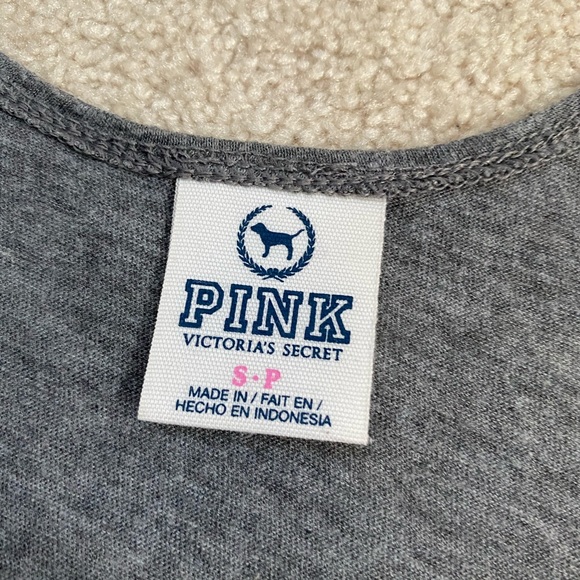 PINK
VICTORIA'S SECRET
S•P
MADE IN / FAIT EN /
HECHO EN INDONESIA